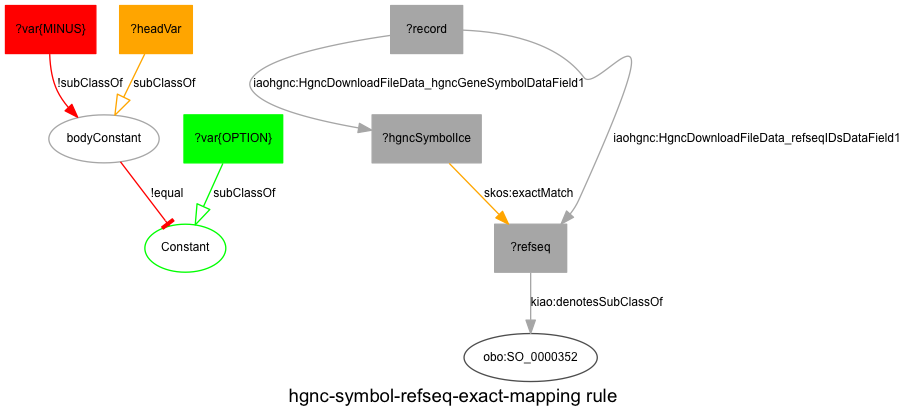 ?var{MINUS}
?headVar
?record
!subClassOf
subClassOf
iaohgnc:HgncDownloadFileData_hgncGeneSymbolDataField1
bodyConstant
?var{OPTION}
?hgncSymbolIce
iaohgnc:HgncDownloadFileData_refseqIDsDataField1
!equal
subClassOf
skos:exactMatch
Constant
?refseq
kiao:denotesSubClassOf
obo:SO_0000352
hgnc-symbol-refseq-exact-mapping rule